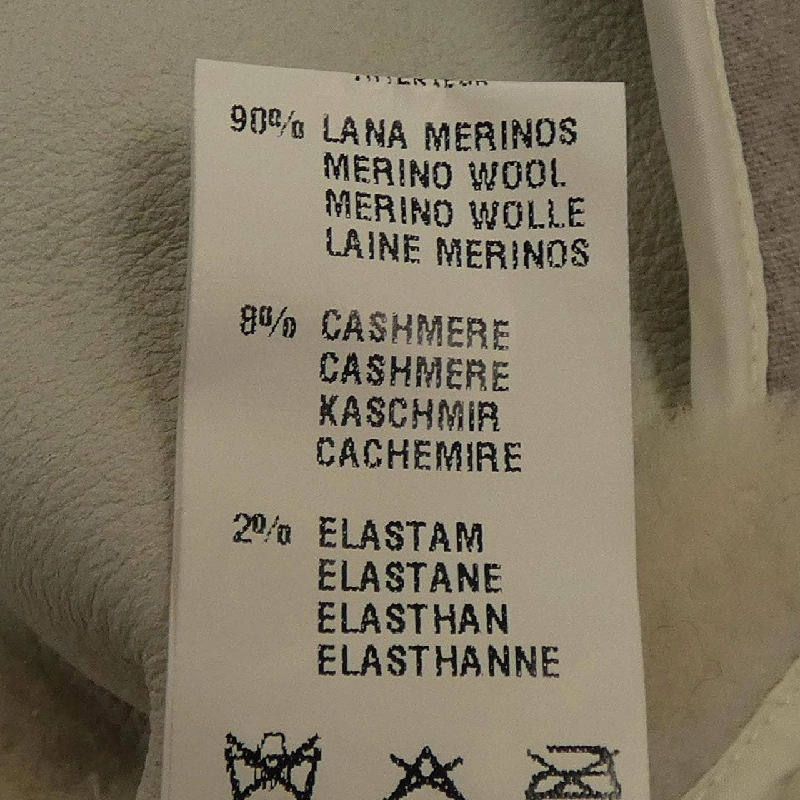 90% LANA MERINOS
MERINO WOOL
MERINO WOLLE
LAINE MERINOS
8% CASHMERE
CASHMERE
KASCHMIR
CACHEMIRE
2% ELASTAM
ELASTANE
ELASTHAN
ELASTHANNE